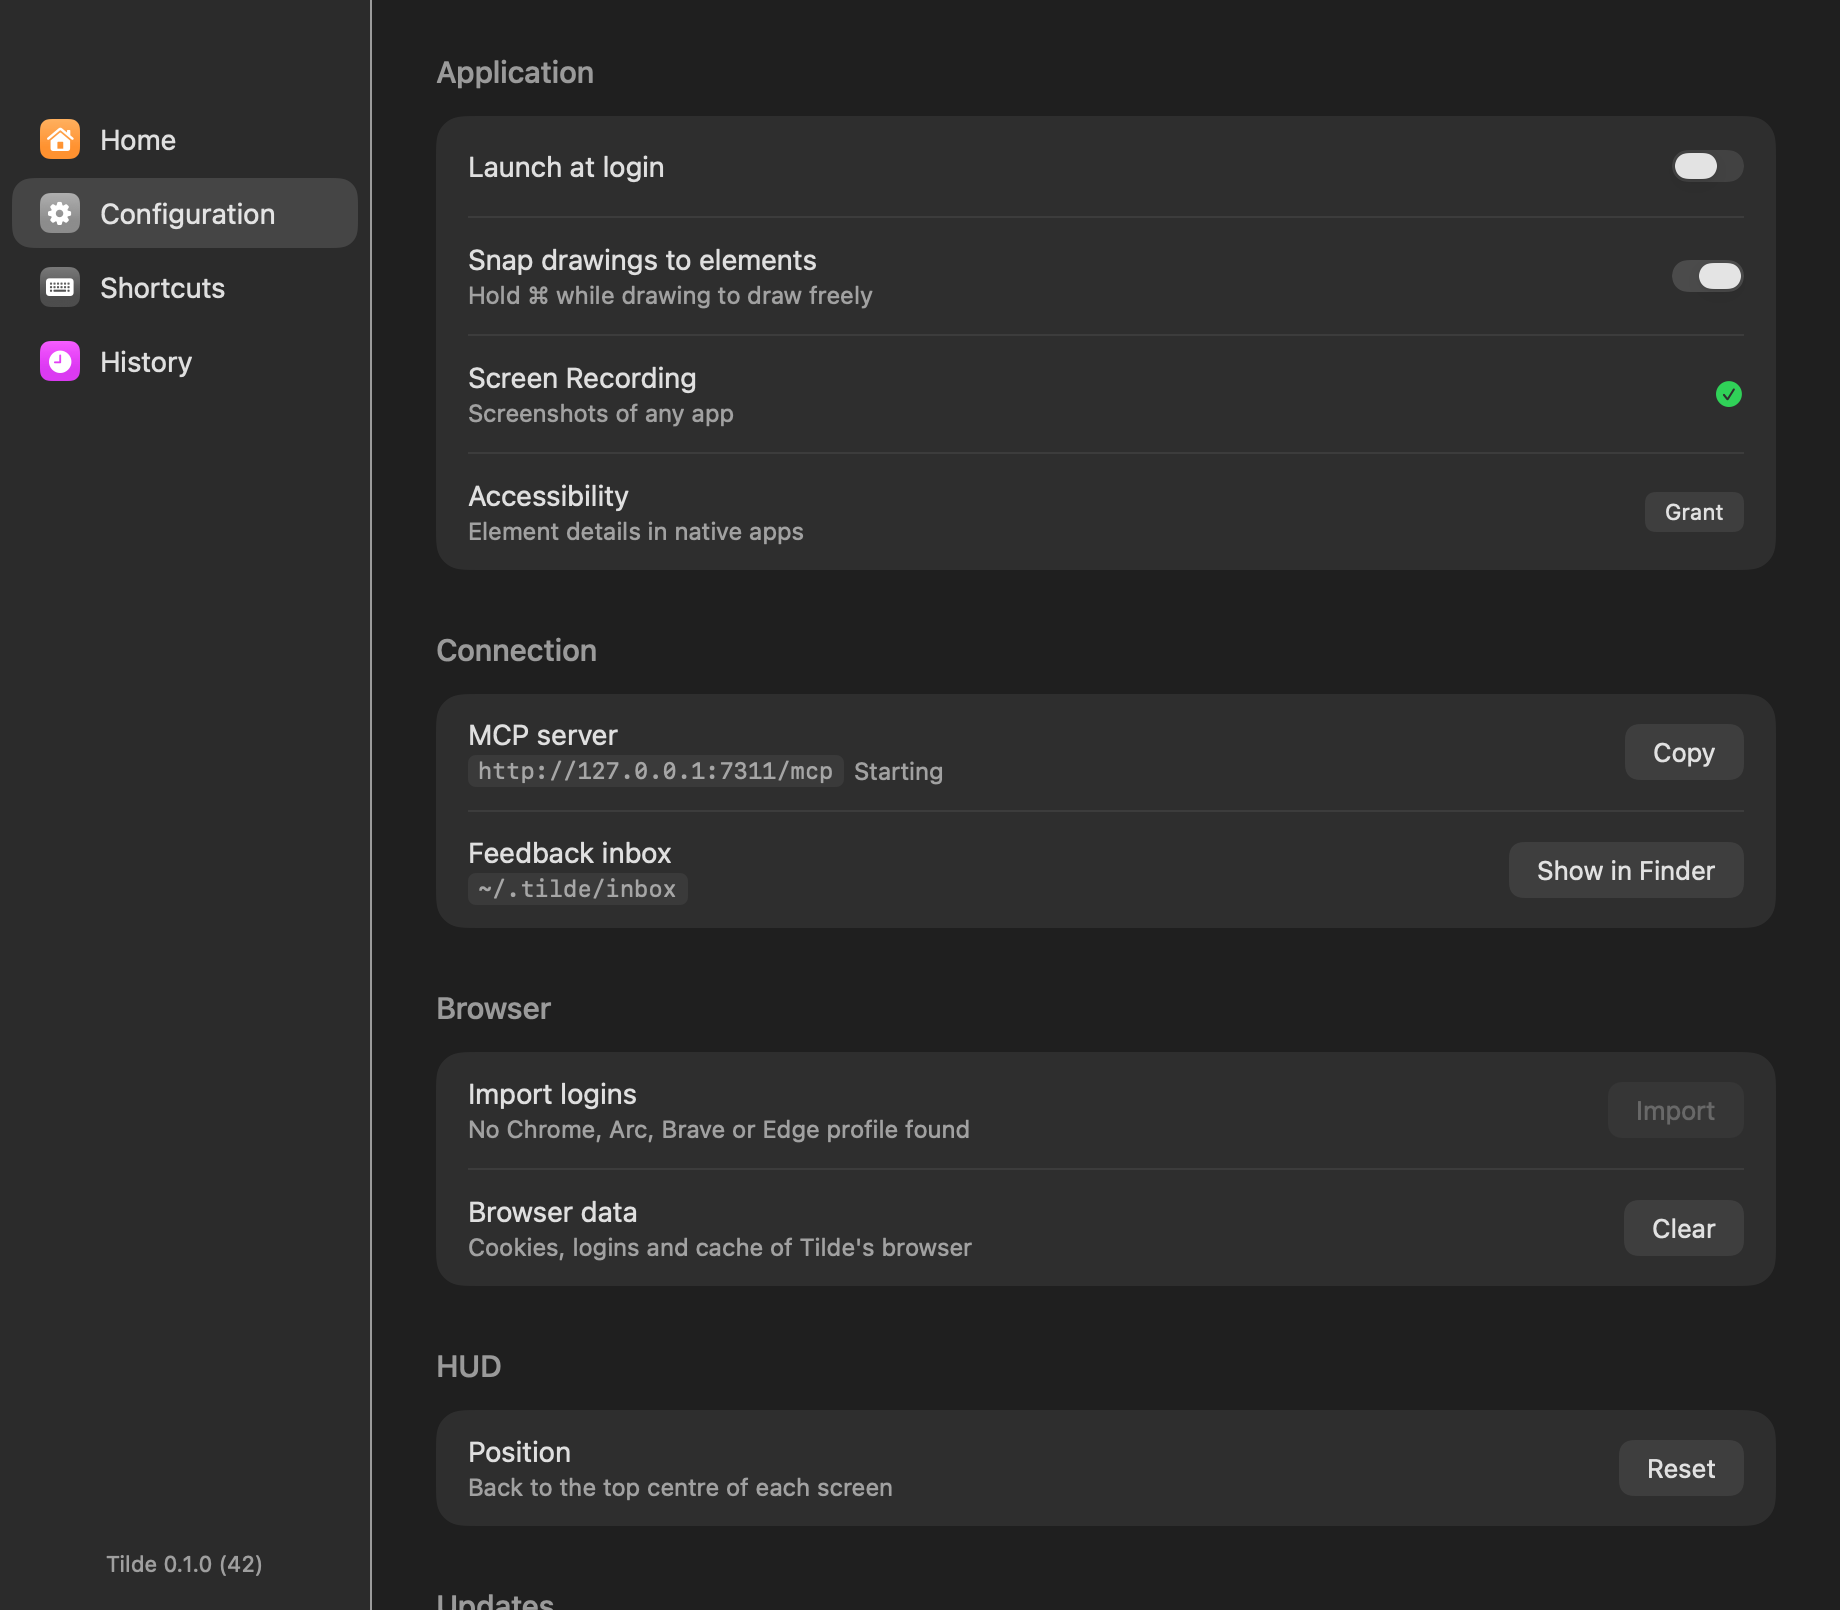 Home
Configuration
Shortcuts
History
Tilde 0.1.0 (42)
Application
Launch at login
Snap drawings to elements
Hold ⌘ while drawing to draw freely
Screen Recording
Screenshots of any app
Accessibility
Element details in native apps
Grant
Connection
MCP server
http://127.0.0.1:7311/mcp Starting
Copy
Feedback inbox
~/.tilde/inbox
Show in Finder
Browser
Import logins
No Chrome, Arc, Brave or Edge profile found
Import
Browser data
Cookies, logins and cache of Tilde's browser
Clear
HUD
Position
Back to the top centre of each screen
Reset
Updates